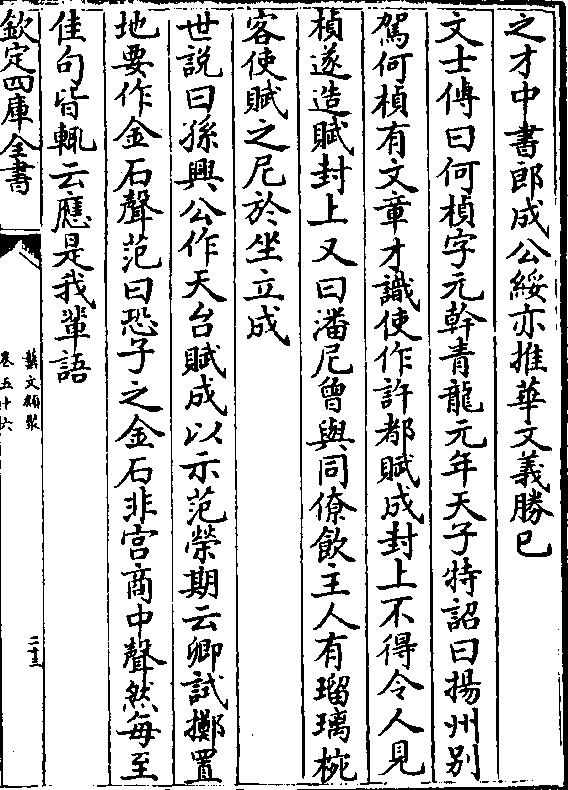 之才中書郎成公綏亦推華文義勝已
文士傅曰何楨字元幹青龍元年天子特詔曰揚州别
駕何楨有文章才識使作許都賦成封上不得令人見
楨遂造賦封上又曰潘尼曾與同僚飲主人有瑠璃椀
客使賦之尼於坐立成
世説曰孫興公作天台賦成以示范榮期云卿試擲置
地要作金石聲范曰恐子之金石非宫商中聲然每至
佳句皆輒云應是我輩語
欽定四庫全書
藝文類聚
卷五十六
二十三